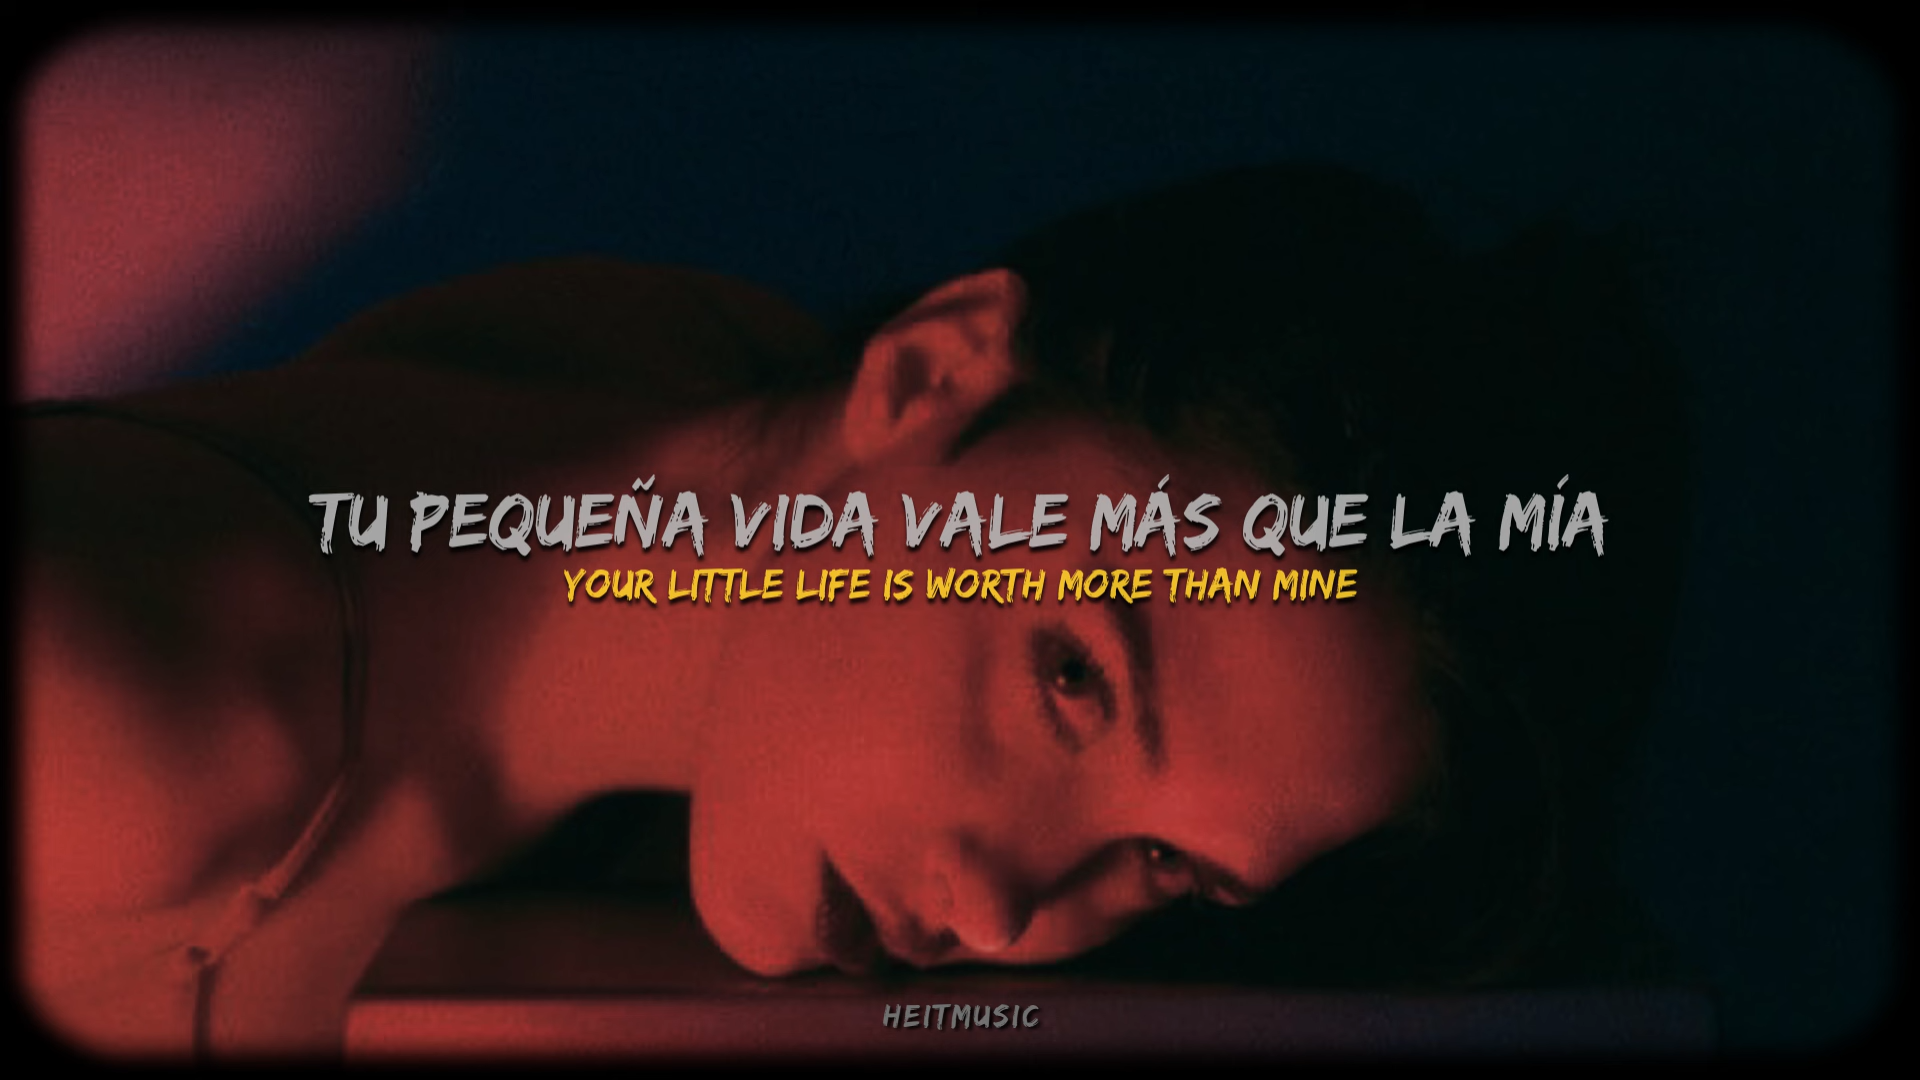 TU PEQUEÑA VIDA VALE MÁS QUE LA MÍA
YOUR LITTLE LIFE IS WORTH MORE THAN MINE
HEITMUSIC